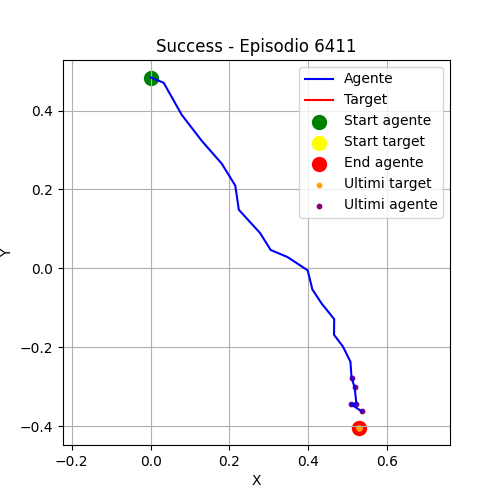 Success - Episodio 6411
Agente
Target
Start agente
Start target
End agente
Ultimi target
Ultimi agente
0.4
0.2
0.0
−0.2
−0.4
Y
−0.2
0.0
0.2
0.4
0.6
X